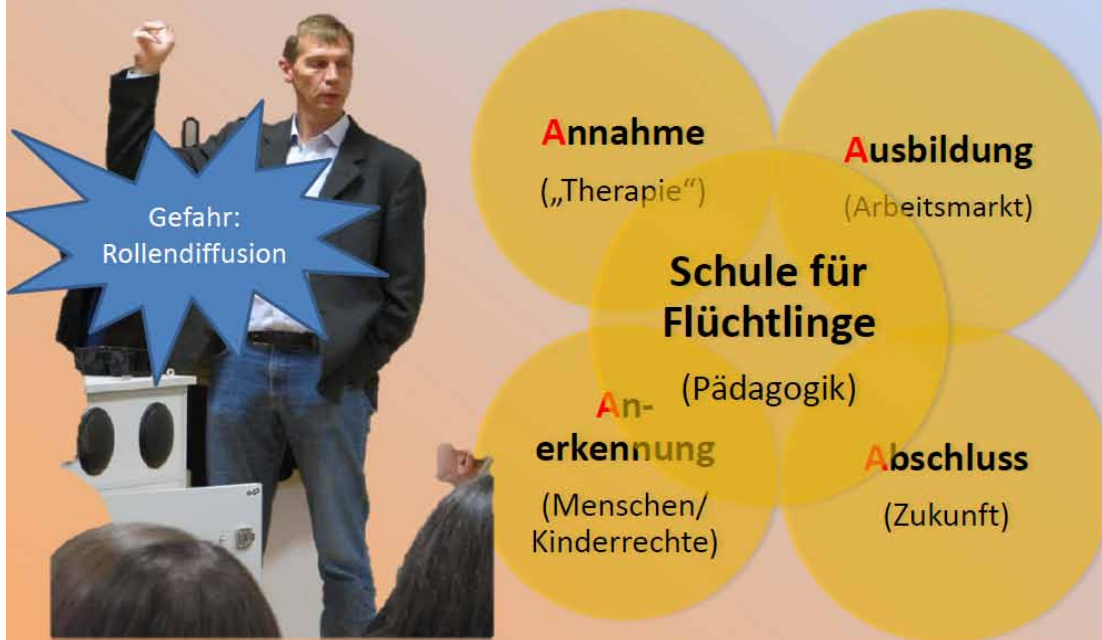 Gefahr:
Rollendiffusion
Annahme
(„Therapie“)
Ausbildung
(Arbeitsmarkt)
Schule für
Flüchtlinge
(Pädagogik)
An-
erkennung
(Menschen/
Kinderrechte)
Abschluss
(Zukunft)